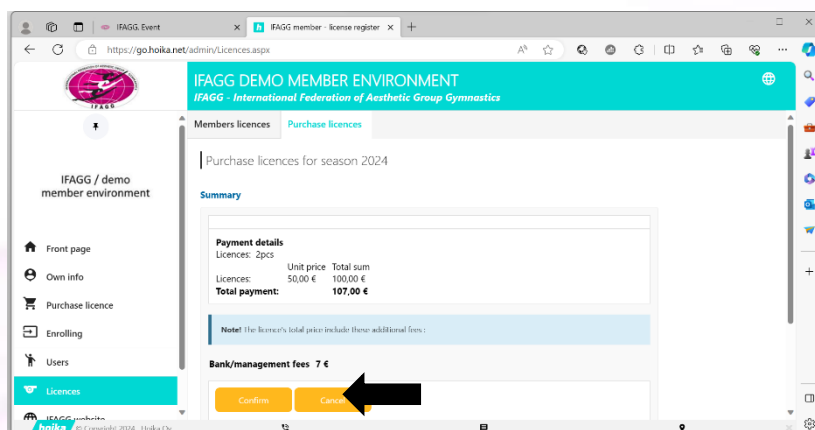 IFAGG. Event
IFAGG member - license register
https://go.hoika.net/admin/Licences.aspx
IFAGG
IFAGG DEMO MEMBER ENVIRONMENT
IFAGG - International Federation of Aesthetic Group Gymnastics
Members licences Purchase licences
IFAGG / demo
member environment
Front page
Own info
Purchase licence
Enrolling
Users
Licences
IFAGG website
Purchase licences for season 2024
Summary
Payment details
Licences: 2pcs
Unit price Total sum
Licences: 50,00 € 100,00 €
Total payment: 107,00 €
Note! The licence's total price include these additional fees :
Bank/management fees 7 €
Confirm
hoika © Copyright 2024 Hoika Oy